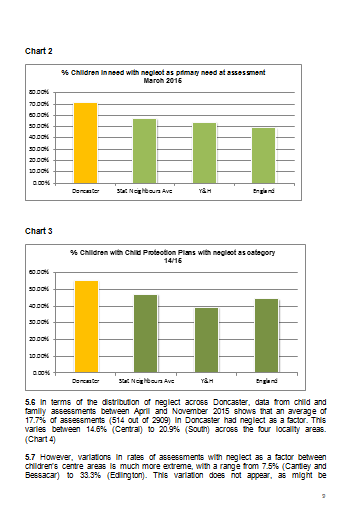 Chart 2
% Children in need with neglect as primary need at assessment
March 2015
80.00%
70.00%
60.00%
50.00%
40.00%
30.00%
20.00%
10.00%
0.00%
Doncaster Stat Neighbours Ave Y&H England
Chart 3
% Children with Child Protection Plans with neglect as category
14/15
60.00%
50.00%
40.00%
30.00%
20.00%
10.00%
0.00%
Doncaster Stat Neighbours Ave Y&H England
5.6 In terms of the distribution of neglect across Doncaster, data from child and
family assessments between April and November 2015 shows that an average of
17.7% of assessments (514 out of 2909) in Doncaster had neglect as a factor. This
varies between 14.6% (Central) to 20.9% (South) across the four locality areas.
(Chart 4)
5.7 However, variations in rates of assessments with neglect as a factor between
children's centre areas is much more extreme, with a range from 7.5% (Cantley and
Bessacar) to 33.3% (Edlington). This variation does not appear, as might be